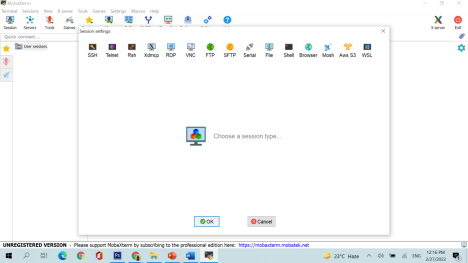 MobaXterm
Terminal Sessions View X server Tools Games Settings Macros Help
Session Servers Tools Games
X server Exit
Quick connect...
User sessions
Session settings
SSH Telnet Rsh Xdmcp RDP VNC FTP SFTP Serial File Shell Browser Mosh Aws S3 WSL
Choose a session type...
OK Cancel
UNREGISTERED VERSION - Please support MobaXterm by subscribing to the professional edition here: https://mobaxterm.mobatek.net
23°C Haze ENG 12:16 PM
2/27/2022